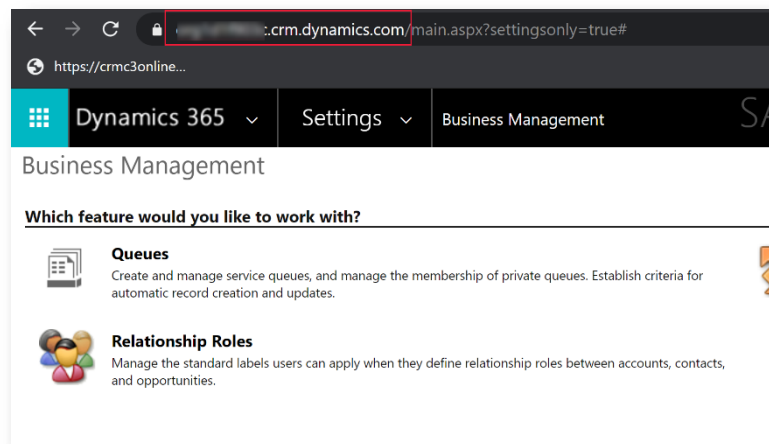 .crm.dynamics.com/main.aspx?settingsonly=true#
https://crmc3online...
Dynamics 365 Settings Business Management
Business Management
Which feature would you like to work with?
Queues
Create and manage service queues, and manage the membership of private queues. Establish criteria for
automatic record creation and updates.
Relationship Roles
Manage the standard labels users can apply when they define relationship roles between accounts, contacts,
and opportunities.